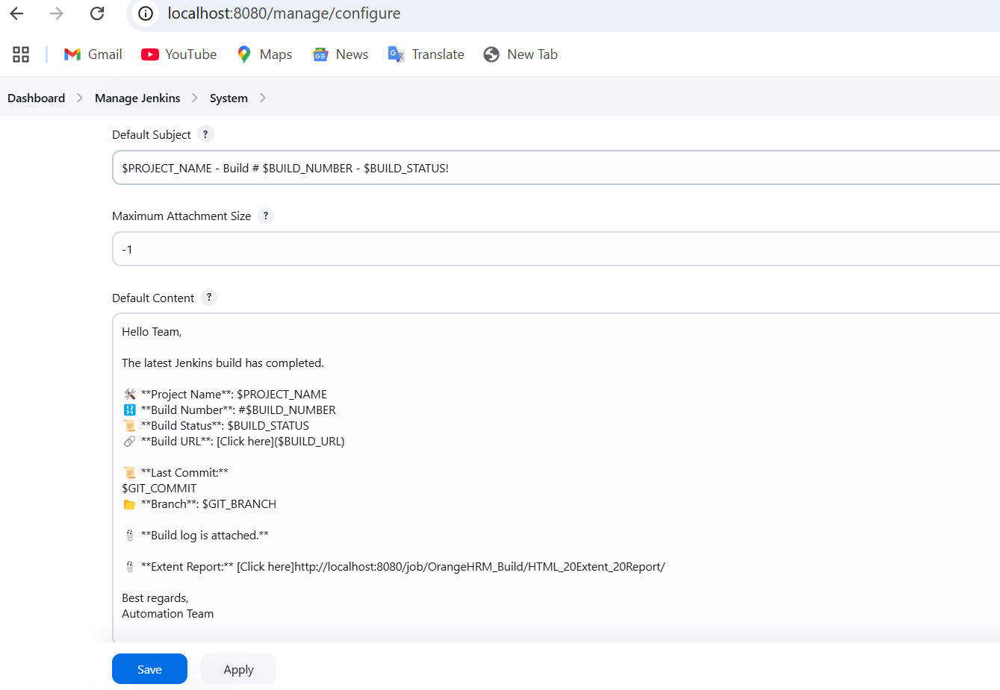 localhost:8080/manage/configure
Gmail YouTube Maps News Translate New Tab
Dashboard > Manage Jenkins > System >
Default Subject ?
$PROJECT_NAME - Build # $BUILD_NUMBER - $BUILD_STATUS!
Maximum Attachment Size ?
-1
Default Content ?
Hello Team,
The latest Jenkins build has completed.
🛠 **Project Name**: $PROJECT_NAME
🔢 **Build Number**: #$BUILD_NUMBER
📜 **Build Status**: $BUILD_STATUS
🔗 **Build URL**: [Click here]($BUILD_URL)
📜 **Last Commit:**
$GIT_COMMIT
📂 **Branch**: $GIT_BRANCH
**Build log is attached.**
**Extent Report:** [Click here]http://localhost:8080/job/OrangeHRM_Build/HTML_20Extent_20Report/
Best regards,
Automation Team
Save Apply